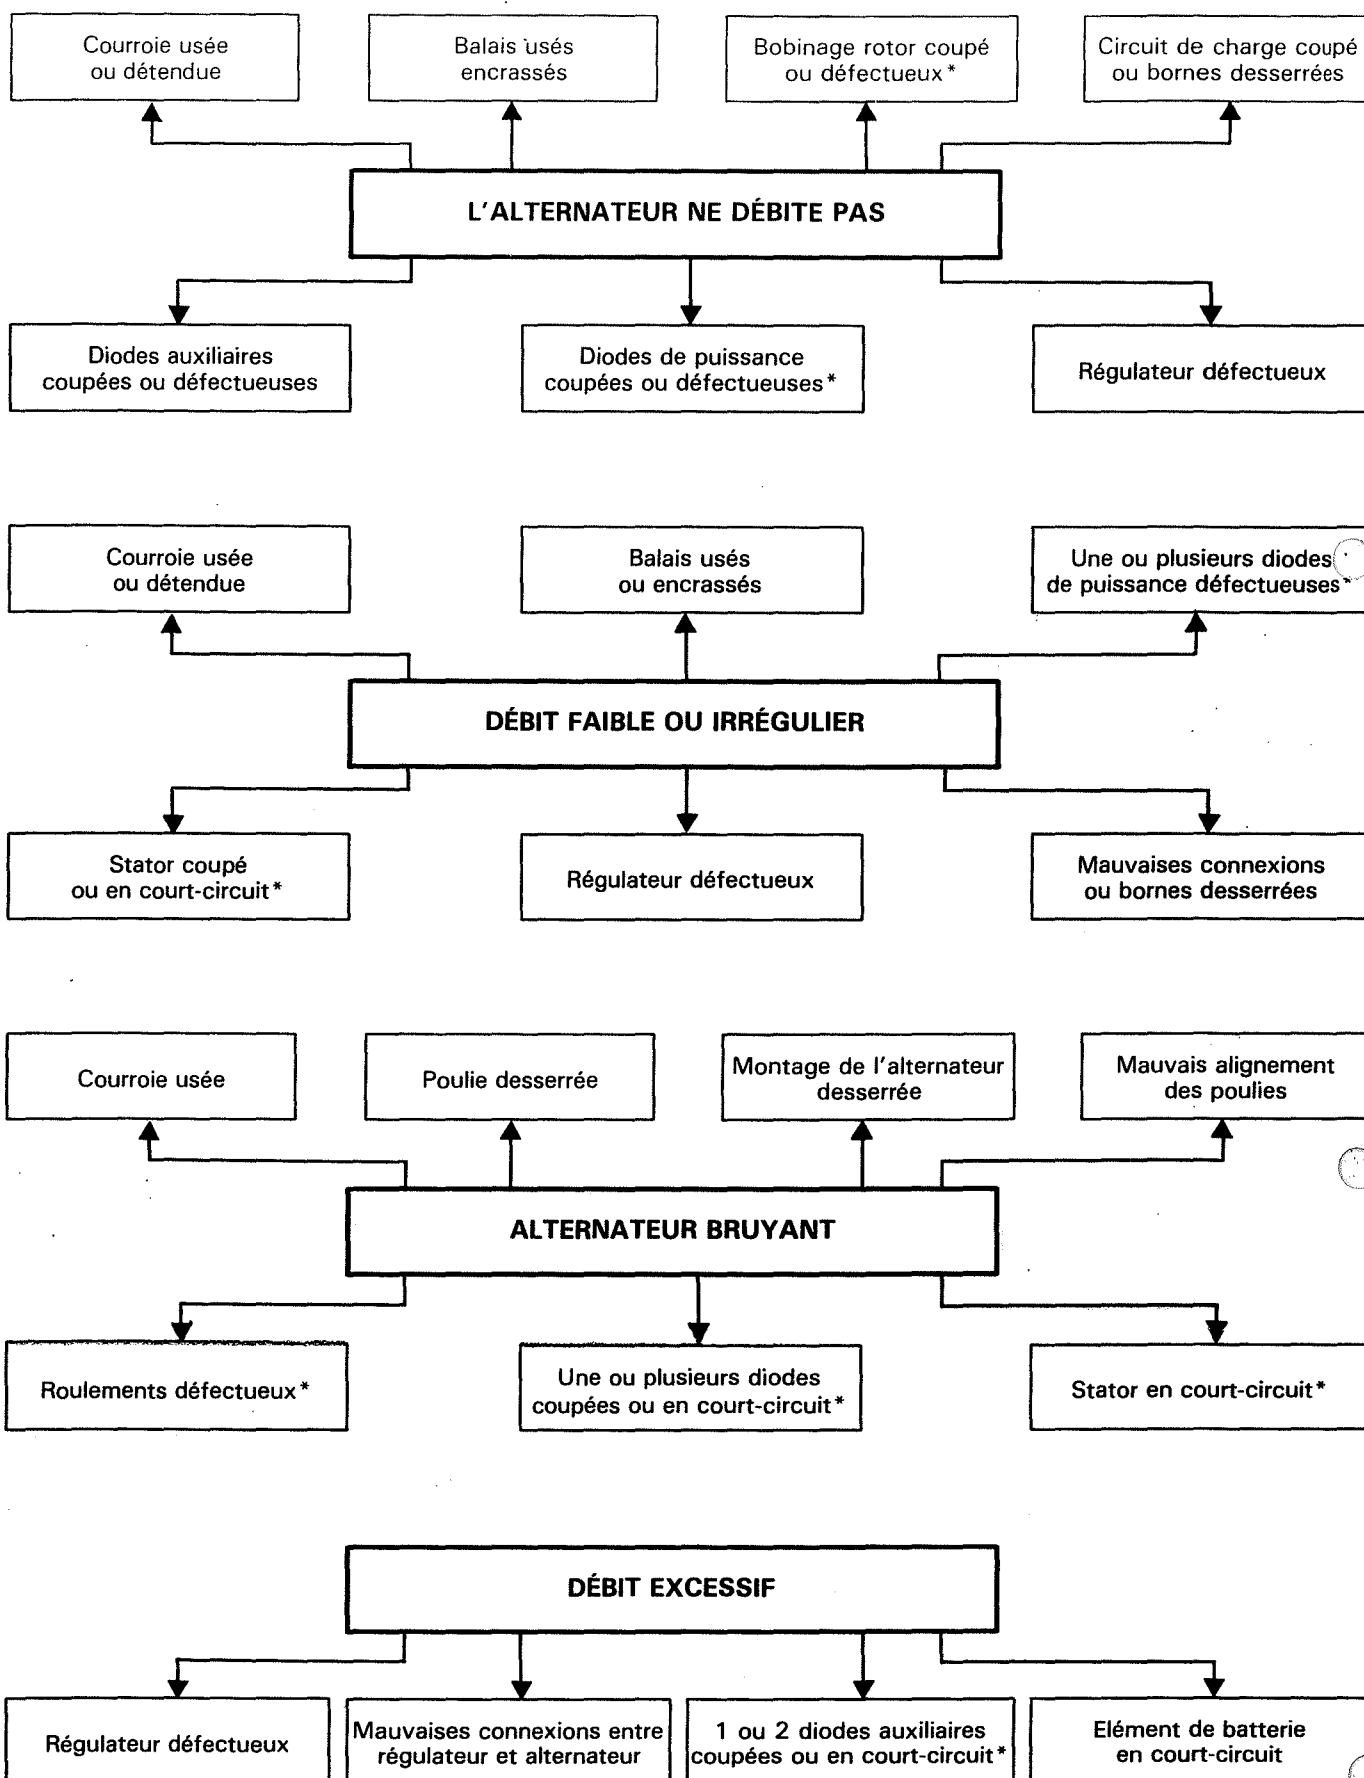 Courroie usée
ou détendue
Balais usés
encrassés
Bobinage rotor coupé
ou défectueux*
Circuit de charge coupé
ou bornes desserrées
L'ALTERNATEUR NE DÉBITE PAS
Diodes auxiliaires
coupées ou défectueuses
Diodes de puissance
coupées ou défectueuses*
Régulateur défectueux
Courroie usée
ou détendue
Balais usés
ou encrassés
Une ou plusieurs diodes
de puissance défectueuses*
DÉBIT FAIBLE OU IRRÉGULIER
Stator coupé
ou en court-circuit*
Régulateur défectueux
Mauvaises connexions
ou bornes desserrées
Courroie usée
Poulie desserrée
Montage de l'alternateur
desserrée
Mauvais alignement
des poulies
ALTERNATEUR BRUYANT
Roulements défectueux*
Une ou plusieurs diodes
coupées ou en court-circuit*
Stator en court-circuit*
DÉBIT EXCESSIF
Régulateur défectueux
Mauvaises connexions entre
régulateur et alternateur
1 ou 2 diodes auxiliaires
coupées ou en court-circuit*
Elément de batterie
en court-circuit